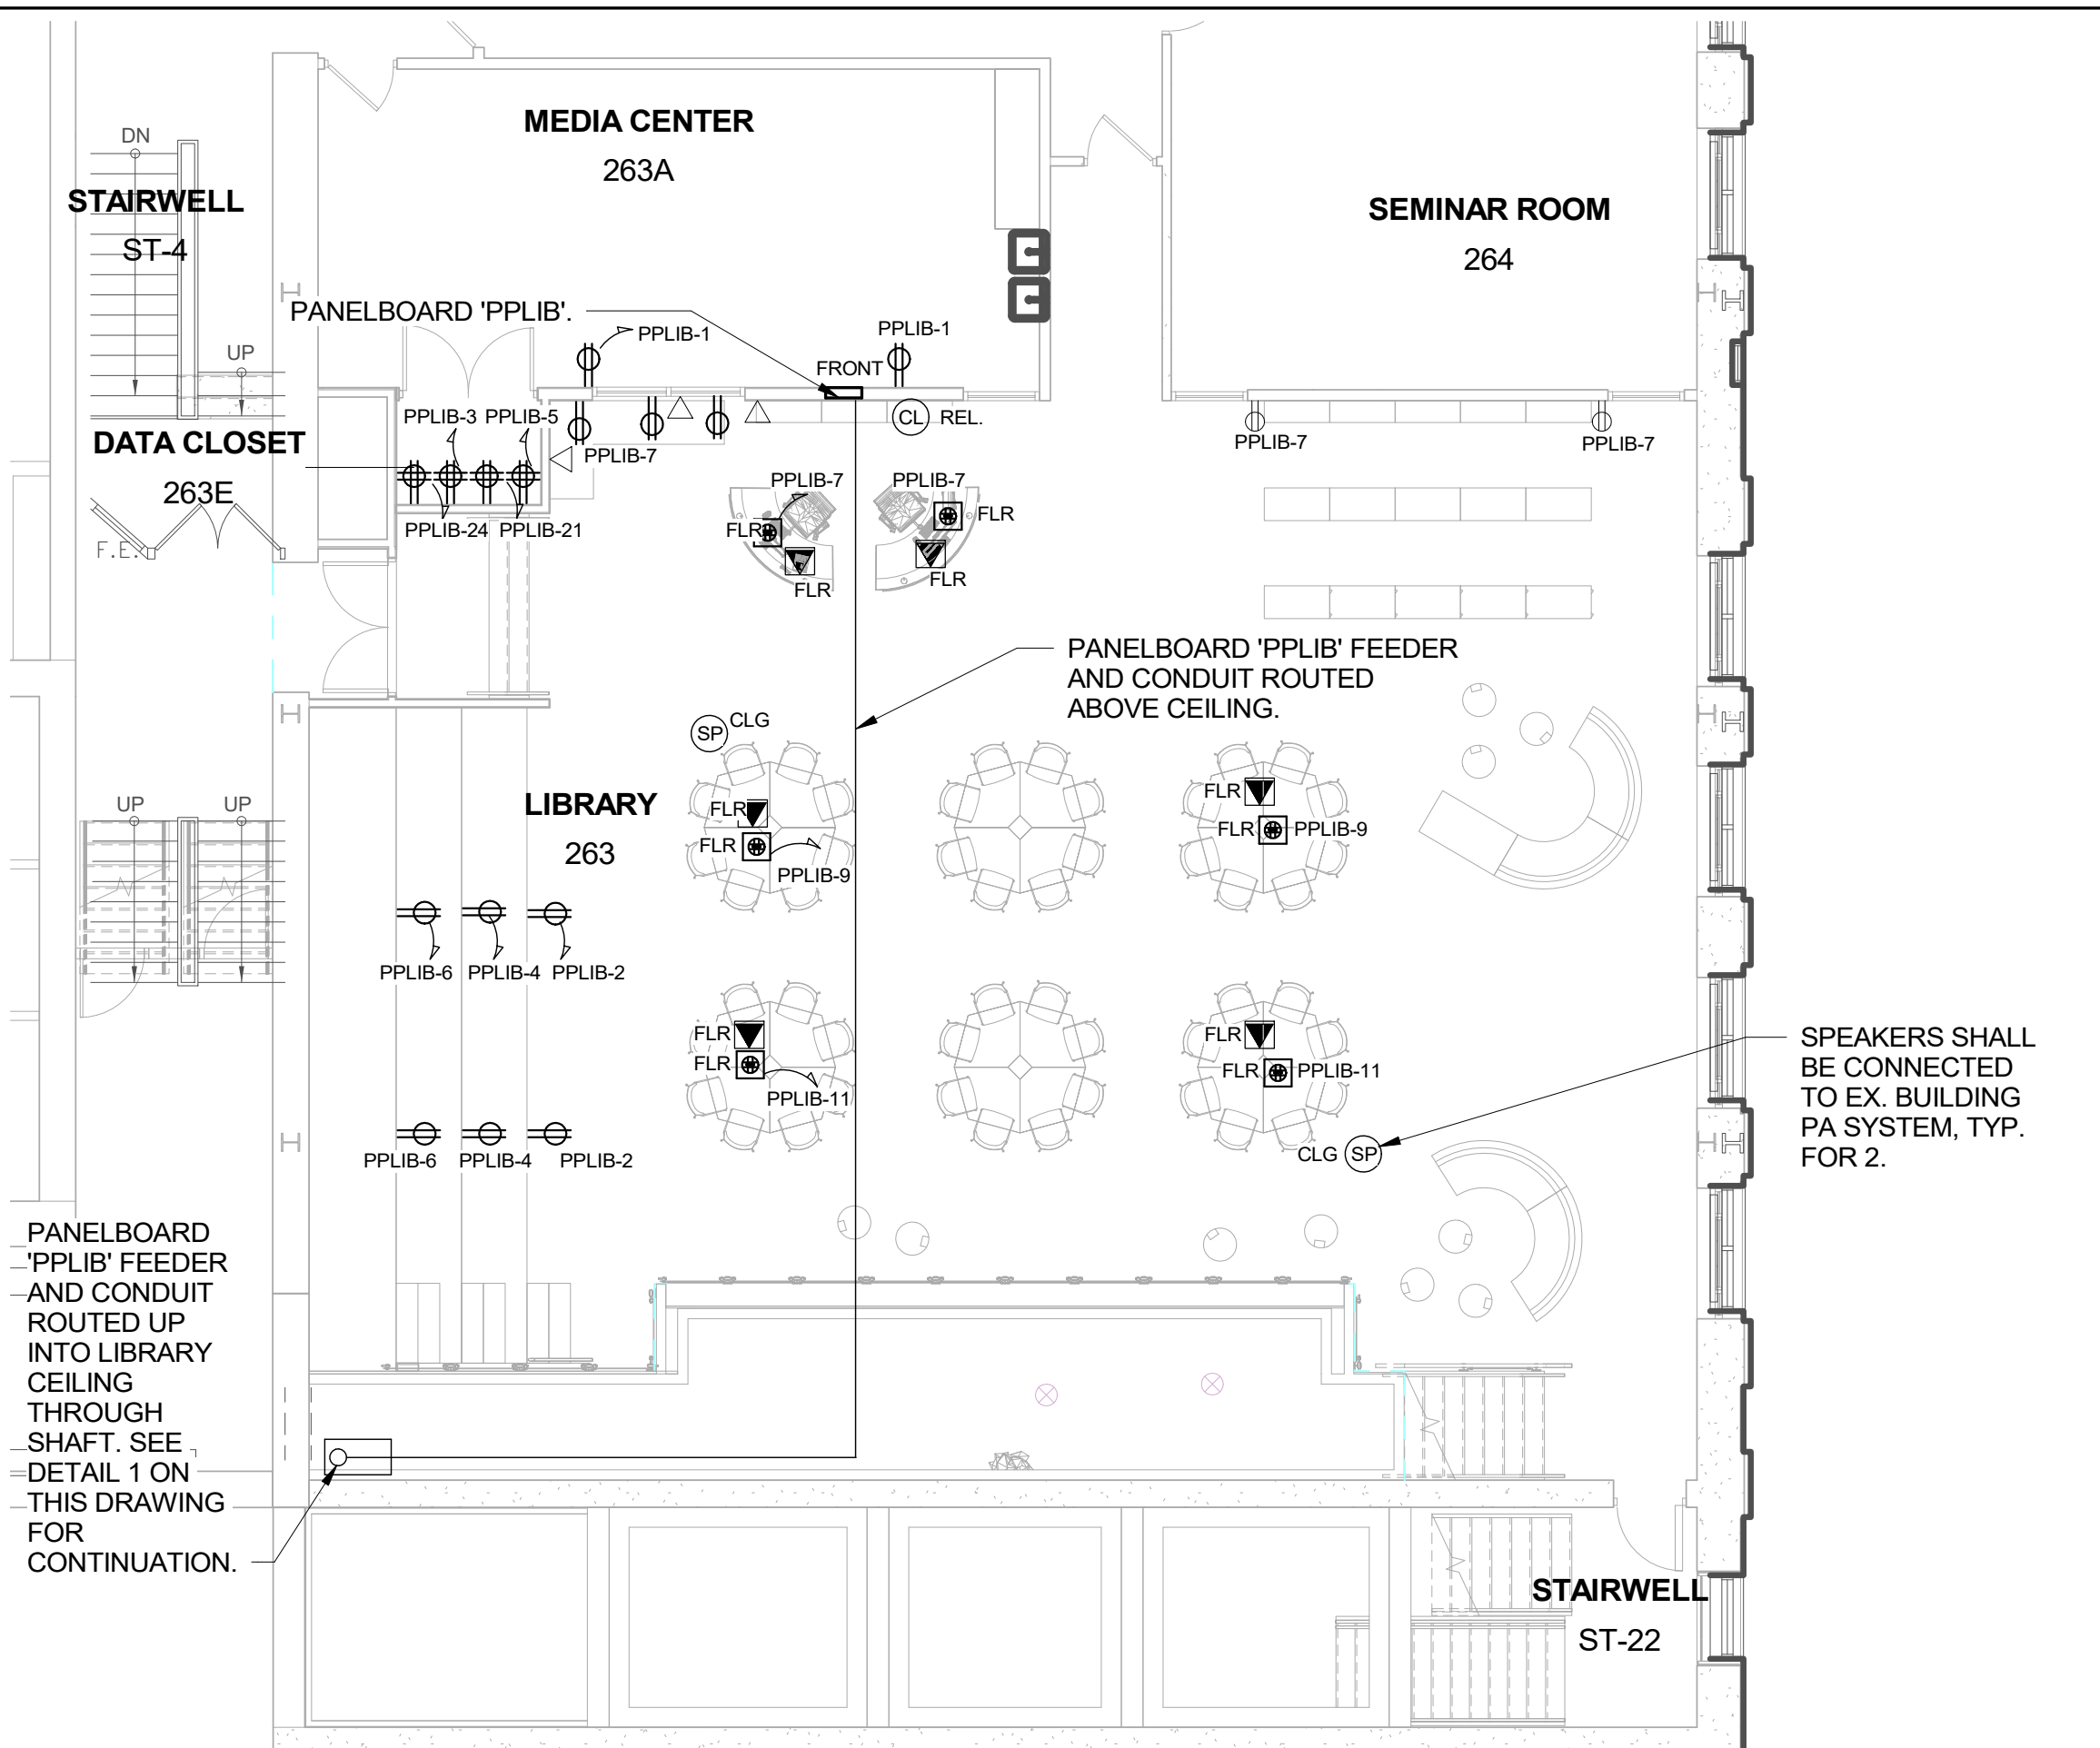 MEDIA CENTER
263A
DN
STAIRWELL
ST-4
SEMINAR ROOM
264
PANELBOARD 'PPLIB'.
PPLIB-1
PPLIB-1
FRONT
UP
PPLIB-3
PPLIB-5
CL
REL.
DATA CLOSET
263E
PPLIB-7
PPLIB-7
PPLIB-7
PPLIB-7
PPLIB-7
PPLIB-24
PPLIB-21
FLR
FLR
F.E.
FLR
FLR
PANELBOARD 'PPLIB' FEEDER
AND CONDUIT ROUTED
ABOVE CEILING.
SP
CLG
UP
UP
LIBRARY
263
FLR
FLR
PPLIB-9
FLR
FLR
PPLIB-9
PPLIB-6
PPLIB-4
PPLIB-2
FLR
FLR
PPLIB-11
FLR
FLR
PPLIB-11
SPEAKERS SHALL
BE CONNECTED
TO EX. BUILDING
PA SYSTEM, TYP.
FOR 2.
CLG
SP
PPLIB-6
PPLIB-4
PPLIB-2
PANELBOARD
'PPLIB' FEEDER
AND CONDUIT
ROUTED UP
INTO LIBRARY
CEILING
THROUGH
SHAFT. SEE
DETAIL 1 ON
THIS DRAWING
FOR
CONTINUATION.
STAIRWELL
ST-22